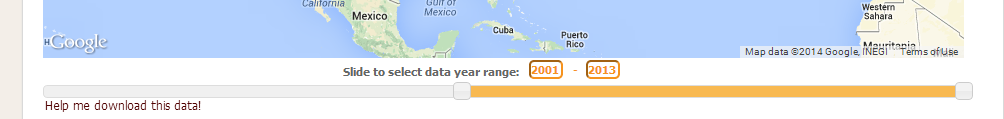 California
Gulf of
Mexico
Mexico
Cuba
Puerto
Rico
Western
Sahara
Mauritania
Google
Map data ©2014 Google, INEGI Terms of Use
Slide to select data year range: 2001 - 2013
Help me download this data!